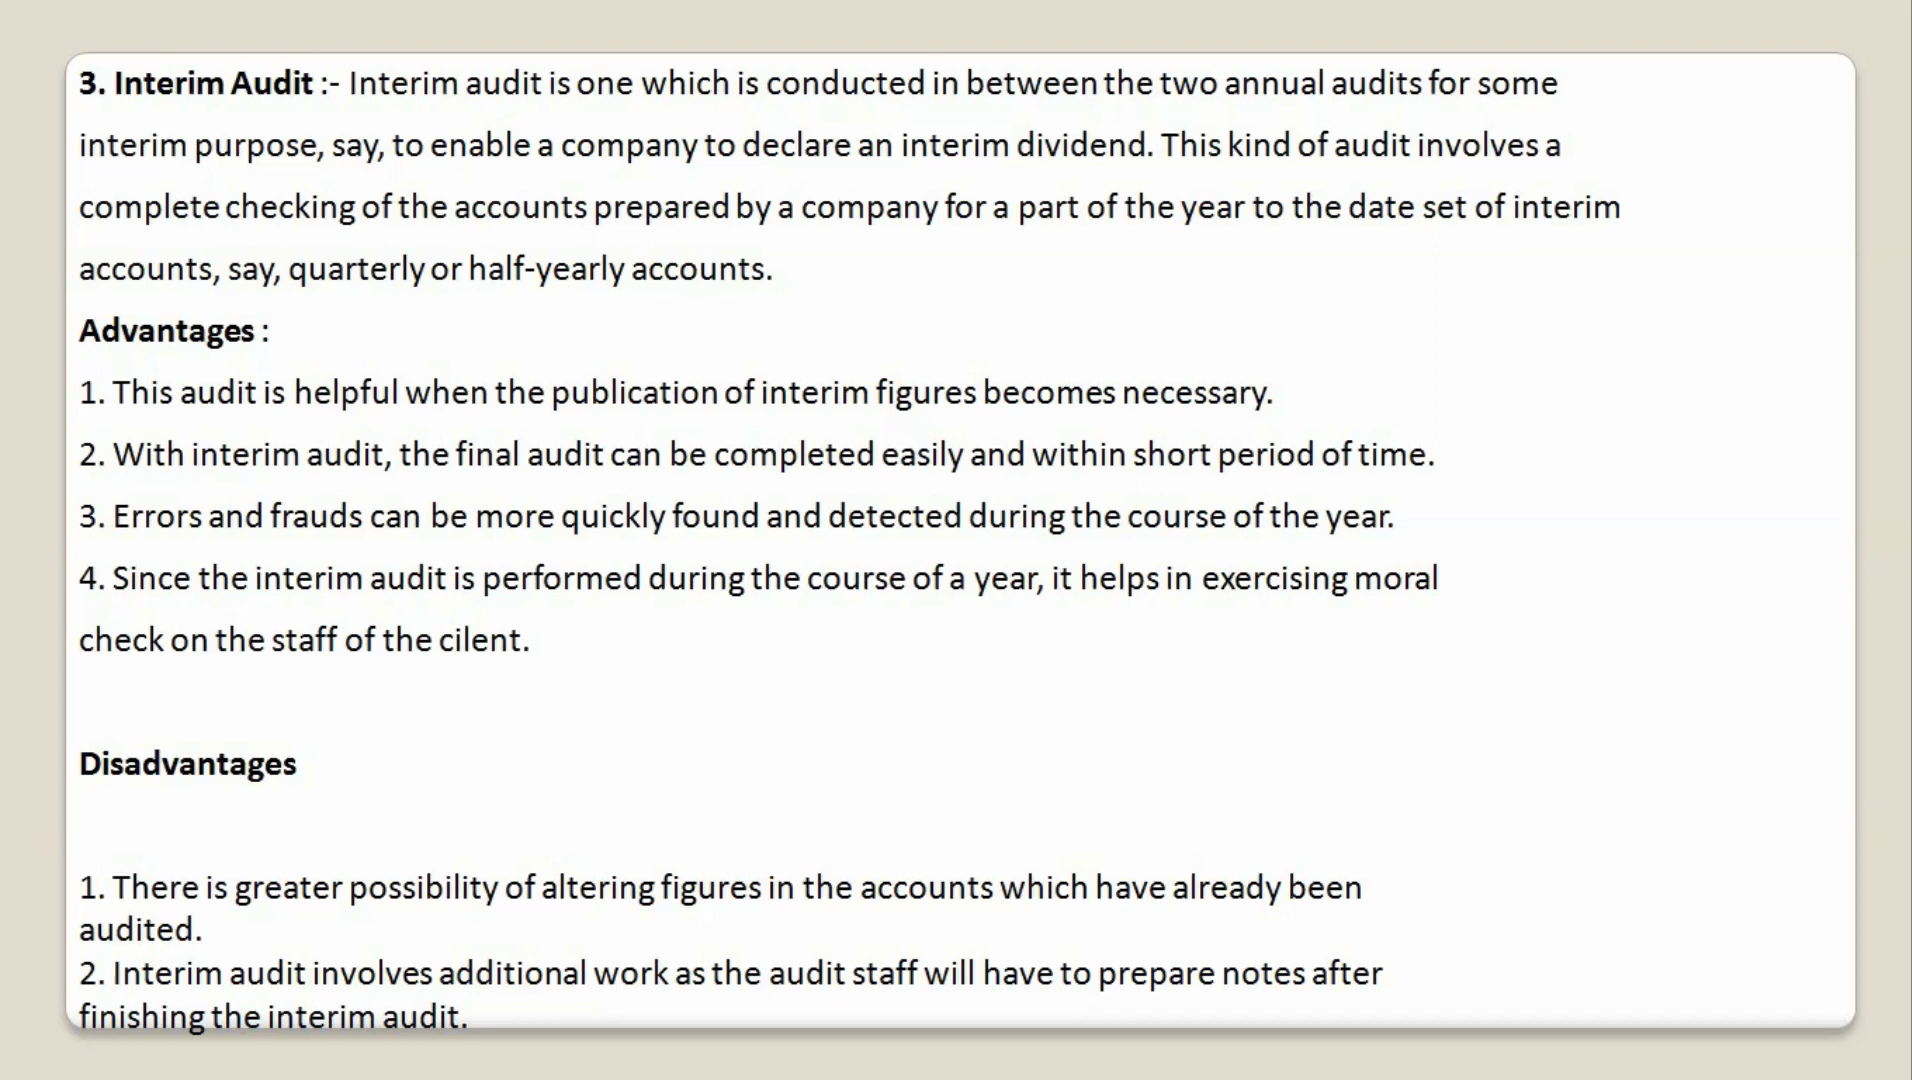 3. Interim Audit :- Interim audit is one which is conducted in between the two annual audits for some
interim purpose, say, to enable a company to declare an interim dividend. This kind of audit involves a
complete checking of the accounts prepared by a company for a part of the year to the date set of interim
accounts, say, quarterly or half-yearly accounts.
Advantages :
1. This audit is helpful when the publication of interim figures becomes necessary.
2. With interim audit, the final audit can be completed easily and within short period of time.
3. Errors and frauds can be more quickly found and detected during the course of the year.
4. Since the interim audit is performed during the course of a year, it helps in exercising moral
check on the staff of the cilent.
Disadvantages
1. There is greater possibility of altering figures in the accounts which have already been
audited.
2. Interim audit involves additional work as the audit staff will have to prepare notes after
finishing the interim audit.